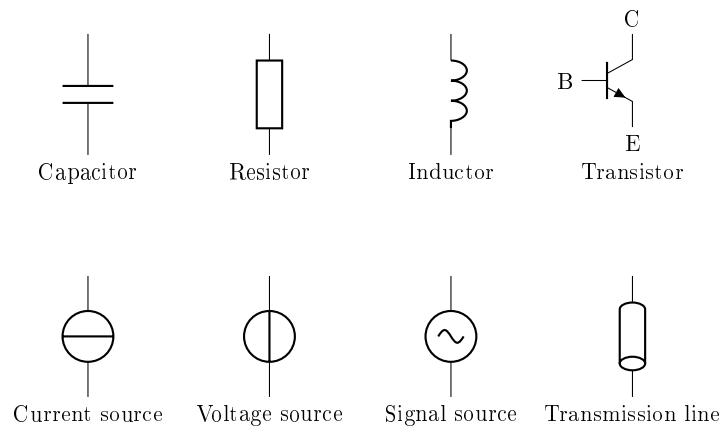 C
B
E
Capacitor Resistor Inductor Transistor
Current source Voltage source Signal source Transmission line